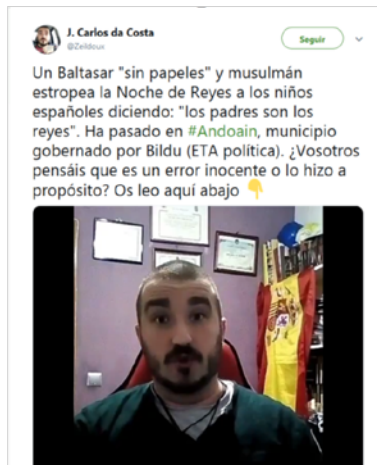 J. Carlos da Costa
@Zeildoux
Seguir
Un Baltasar "sin papeles" y musulmán
estropea la Noche de Reyes a los niños
españoles diciendo: "los padres son los
reyes". Ha pasado en #Andoain, municipio
gobernado por Bildu (ETA política). ¿Vosotros
pensáis que es un error inocente o lo hizo a
propósito? Os leo aquí abajo 👇